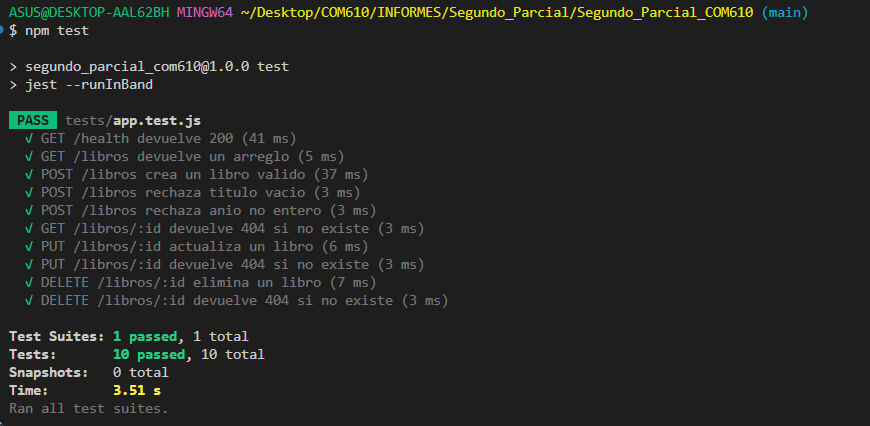 ASUS@DESKTOP-AAL62BH MINGW64 ~/Desktop/COM610/INFORMES/Segundo_Parcial/Segundo_Parcial_COM610 (main)
$ npm test
> segundo_parcial_com610@1.0.0 test
> jest --runInBand
PASS tests/app.test.js
√ GET /health devuelve 200 (41 ms)
√ GET /libros devuelve un arreglo (5 ms)
√ POST /libros crea un libro valido (37 ms)
√ POST /libros rechaza titulo vacio (3 ms)
√ POST /libros rechaza anio no entero (3 ms)
√ GET /libros/:id devuelve 404 si no existe (3 ms)
√ PUT /libros/:id actualiza un libro (6 ms)
√ PUT /libros/:id devuelve 404 si no existe (3 ms)
√ DELETE /libros/:id elimina un libro (7 ms)
√ DELETE /libros/:id devuelve 404 si no existe (3 ms)
Test Suites: 1 passed, 1 total
Tests: 10 passed, 10 total
Snapshots: 0 total
Time: 3.51 s
Ran all test suites.